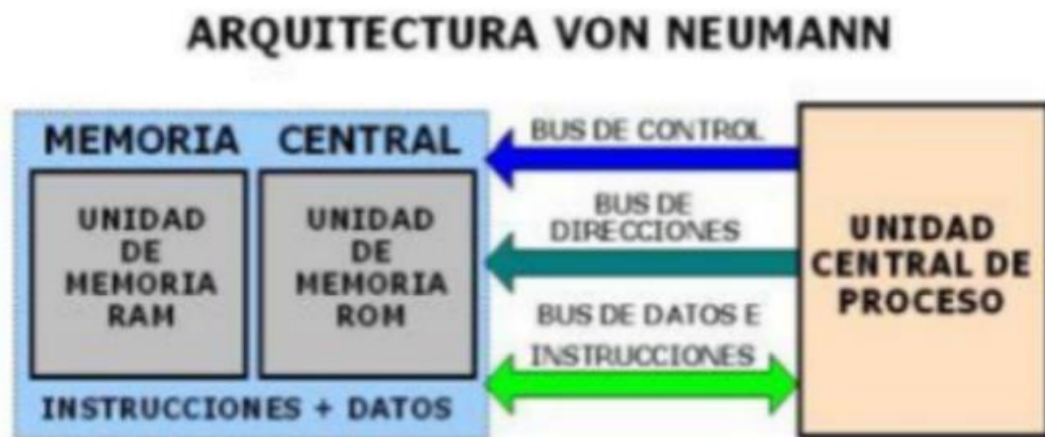 ARQUITECTURA VON NEUMANN
MEMORIA CENTRAL
UNIDAD
DE
MEMORIA
RAM
UNIDAD
DE
MEMORIA
ROM
INSTRUCCIONES + DATOS
BUS DE CONTROL
BUS DE
DIRECCIONES
BUS DE DATOS E
INSTRUCCIONES
UNIDAD
CENTRAL DE
PROCESO